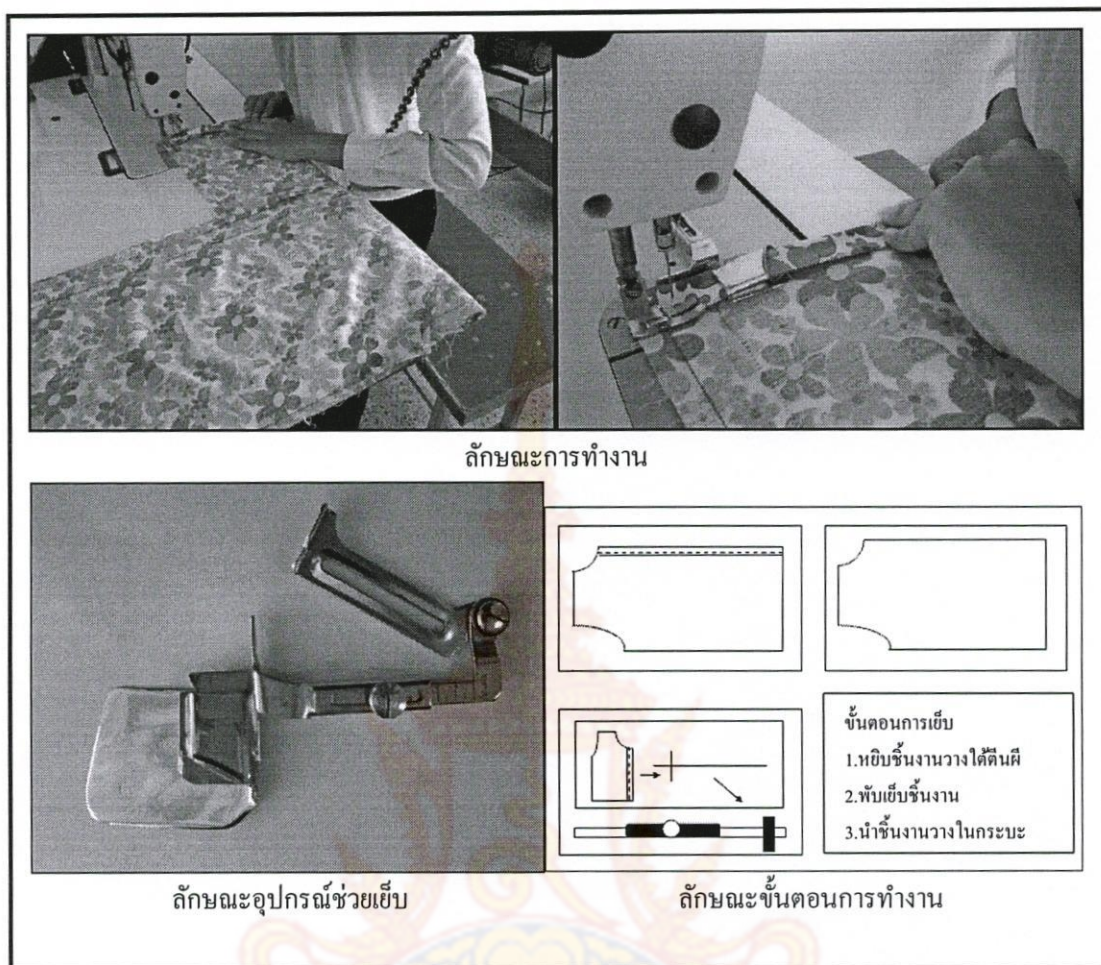 ลักษณะการทำงาน
ขั้นตอนการเย็บ
1.หยิบชิ้นงานวางใต้ตีนผี
2.พับเย็บชิ้นงาน
3.นำชิ้นงานวางในกระบะ
ลักษณะอุปกรณ์ช่วยเย็บ
ลักษณะขั้นตอนการทำงาน